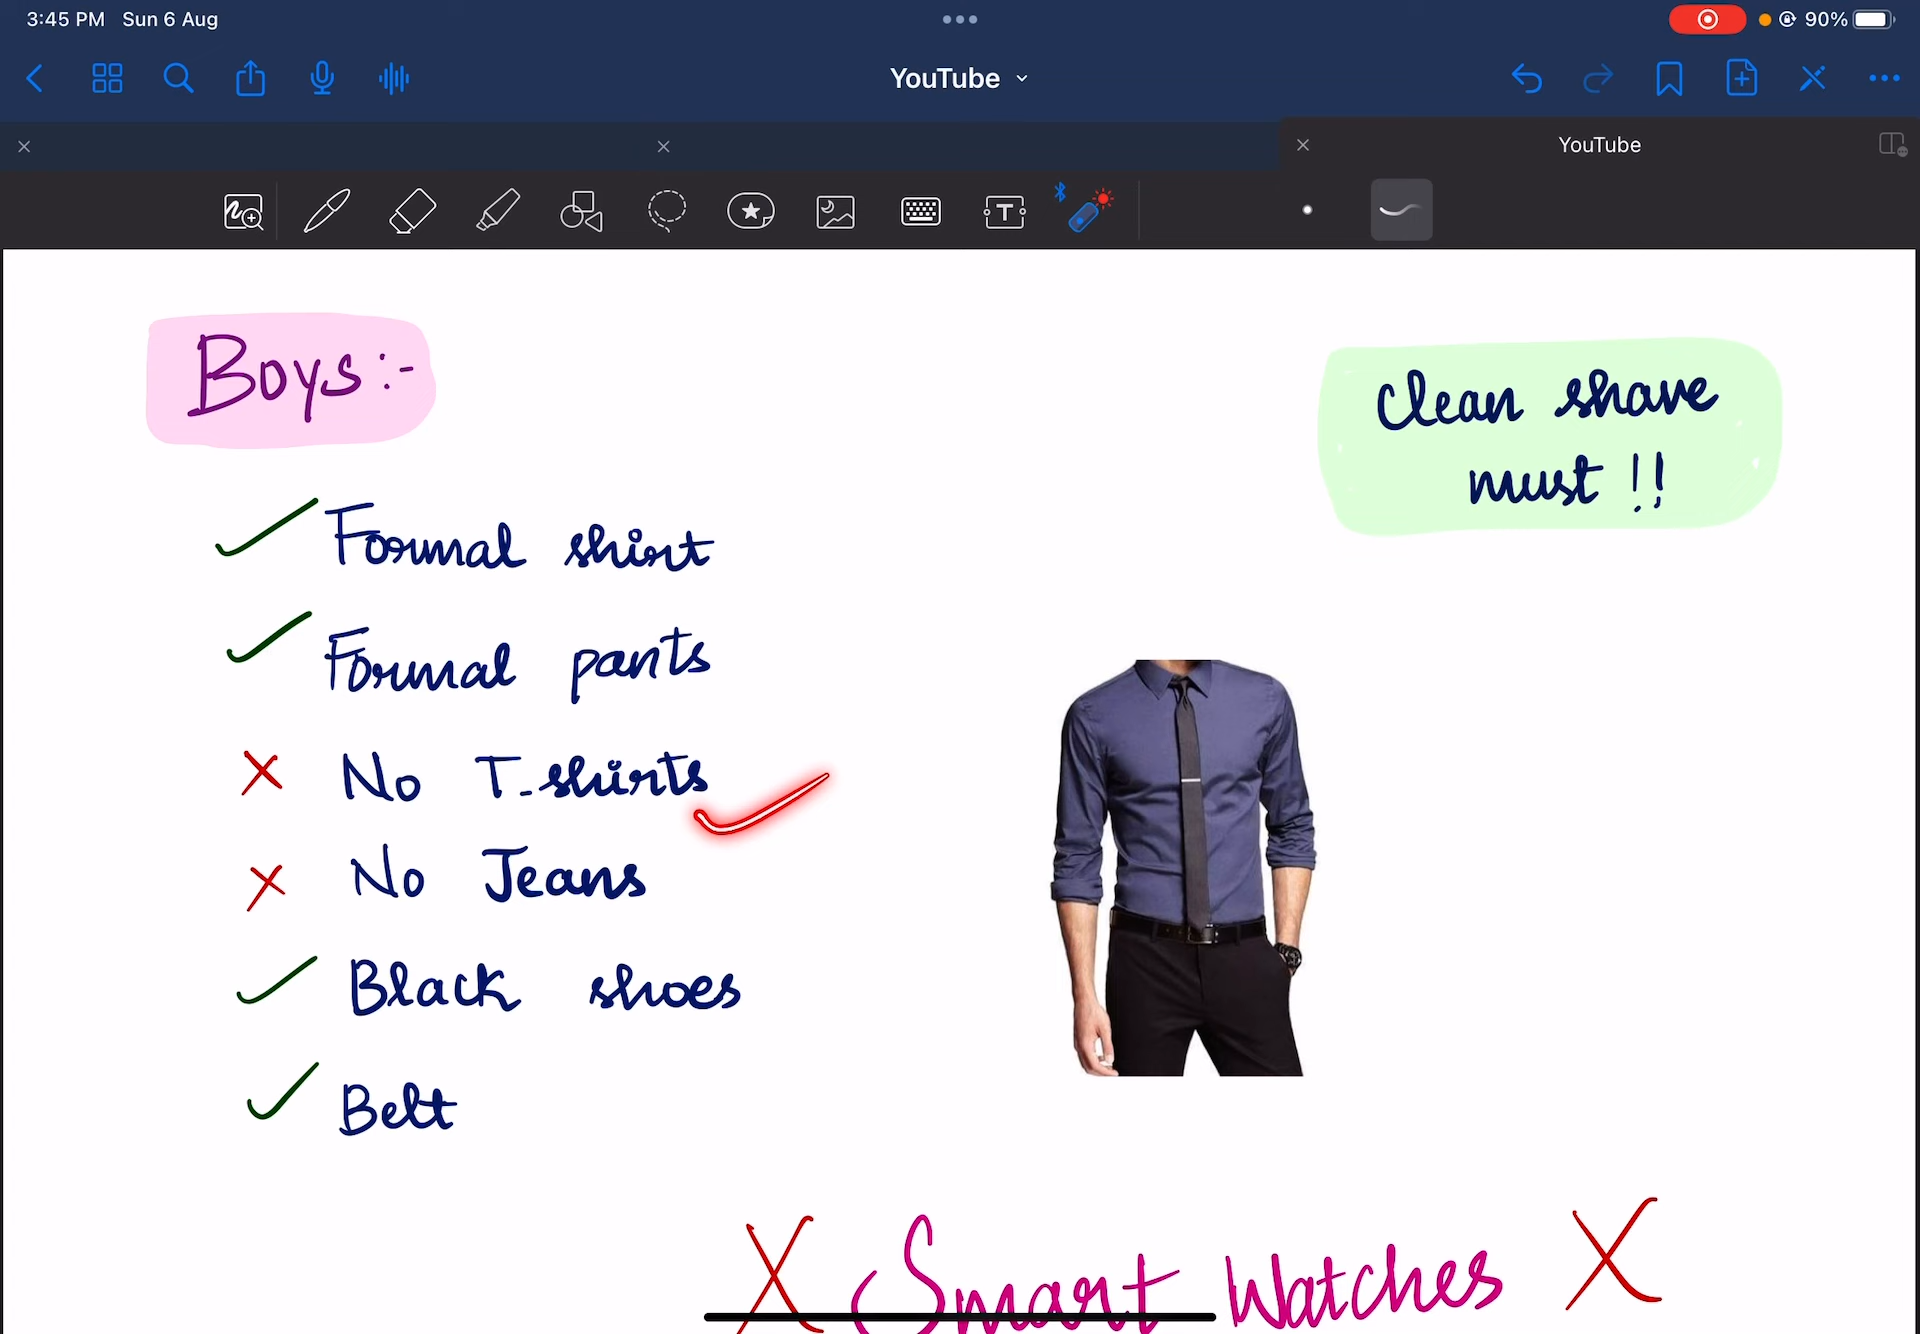 3:45 PM Sun 6 Aug
90%
YouTube
YouTube
T
Boys :-
Clean shave
must !!
Formal shirt
Formal pants
No T-shirts
No Jeans
Black shoes
Belt
X Smart Watches X